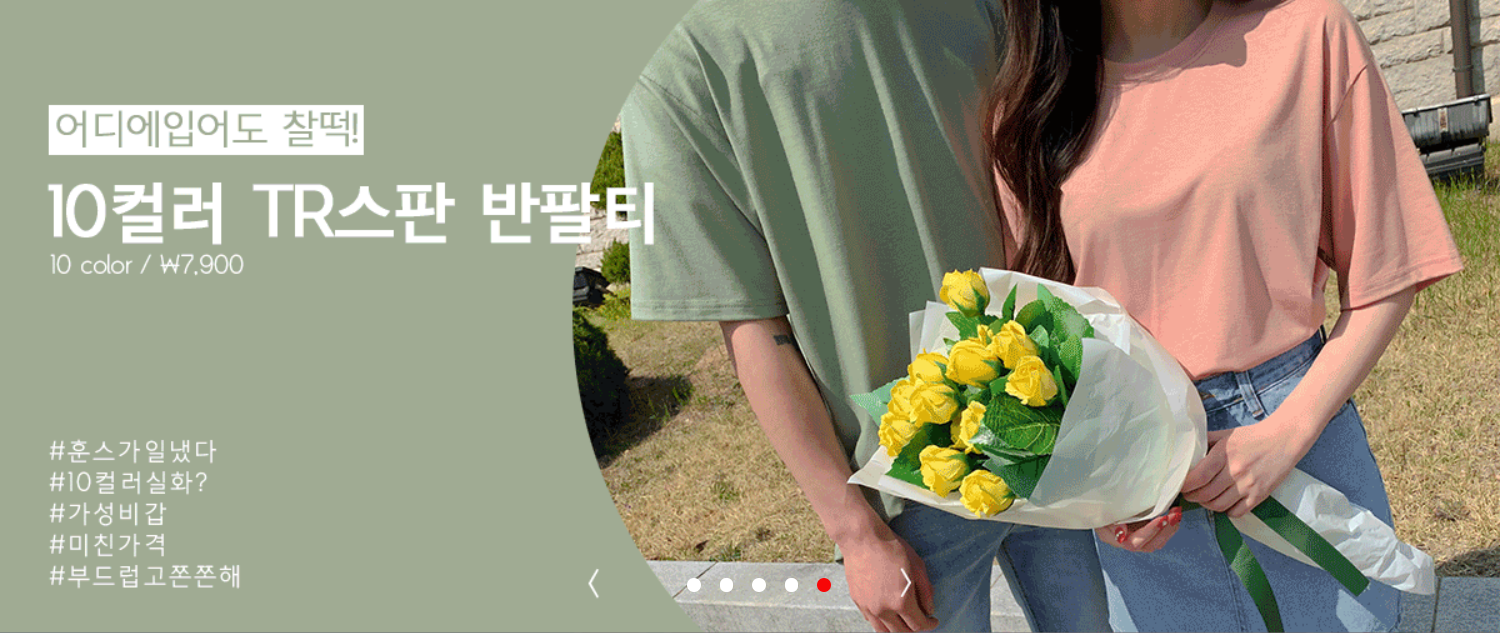 어디에입어도 찰떡!
10컬러 TR스판 반팔티
10 color / ₩7,900
#훈스가일냈다
#10컬러실화?
#가성비갑
#미친가격
#부드럽고쫀쫀해